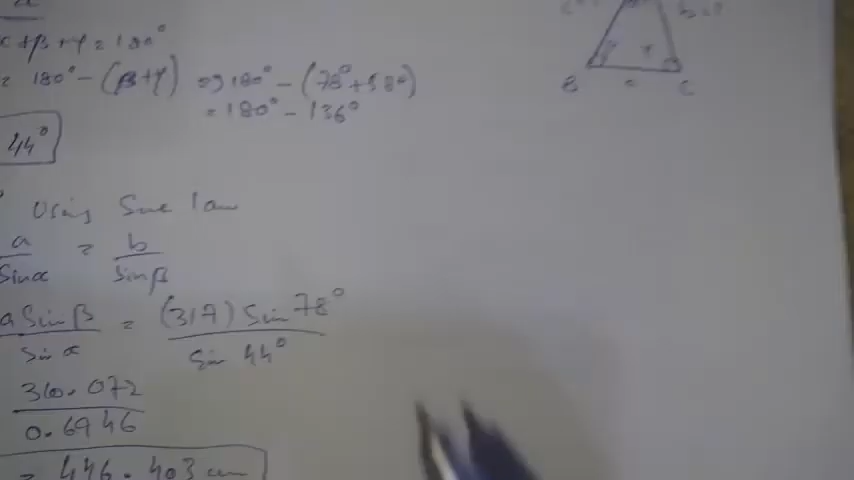 α + β + γ = 180°
= 180° - (β+γ) => 180° - (78° + 58°)
= 180° - 136°
44°
B
C
Using Sine law
a/Sinα = b/sinβ
a Sin β/Sin α = (317) Sin 78°/Sin 44°
310.072/0.6946
= 446.403 cm